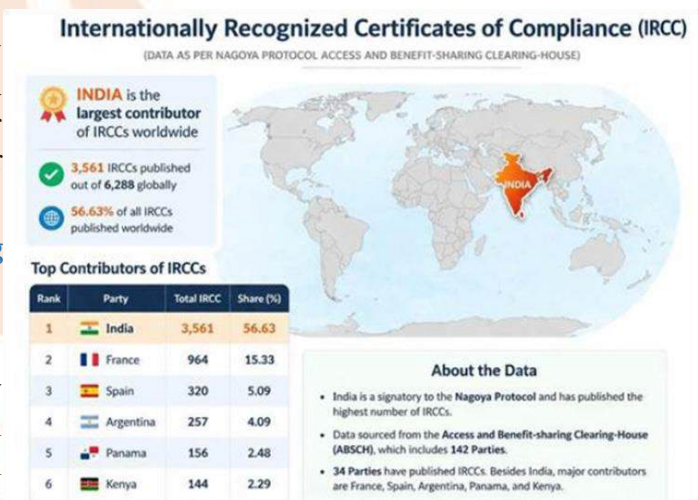 Internationally Recognized Certificates of Compliance (IRCC)
(DATA AS PER NAGOYA PROTOCOL ACCESS AND BENEFIT-SHARING CLEARING-HOUSE)
INDIA is the
largest contributor
of IRCCs worldwide
3,561 IRCCs published
out of 6,288 globally
56.63% of all IRCCs
published worldwide
INDIA
Top Contributors of IRCCs
Rank Party Total IRCC Share (%)
1 India 3,561 56.63
2 France 964 15.33
3 Spain 320 5.09
4 Argentina 257 4.09
5 Panama 156 2.48
6 Kenya 144 2.29
About the Data
• India is a signatory to the Nagoya Protocol and has published the
highest number of IRCCs.
• Data sourced from the Access and Benefit-sharing Clearing-House
(ABSCH), which includes 142 Parties.
• 34 Parties have published IRCCs. Besides India, major contributors
are France, Spain, Argentina, Panama, and Kenya.